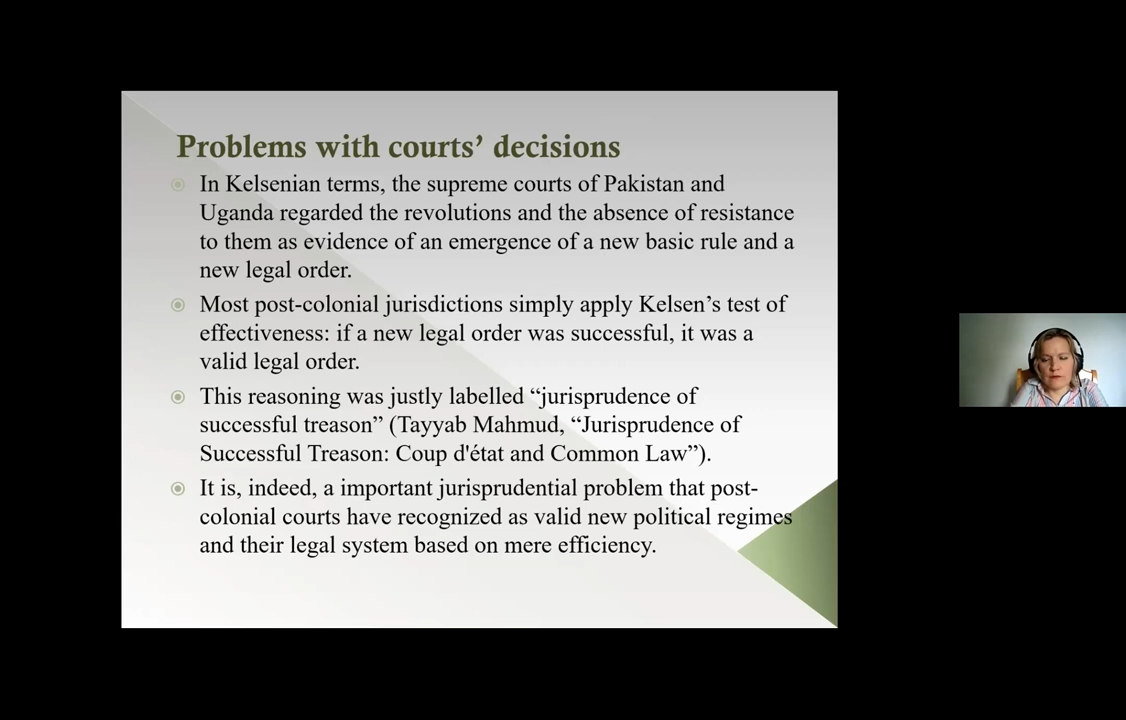 Problems with courts’ decisions
In Kelsenian terms, the supreme courts of Pakistan and
Uganda regarded the revolutions and the absence of resistance
to them as evidence of an emergence of a new basic rule and a
new legal order.
Most post-colonial jurisdictions simply apply Kelsen’s test of
effectiveness: if a new legal order was successful, it was a
valid legal order.
This reasoning was justly labelled “jurisprudence of
successful treason” (Tayyab Mahmud, “Jurisprudence of
Successful Treason: Coup d'état and Common Law”).
It is, indeed, a important jurisprudential problem that post-
colonial courts have recognized as valid new political regimes
and their legal system based on mere efficiency.